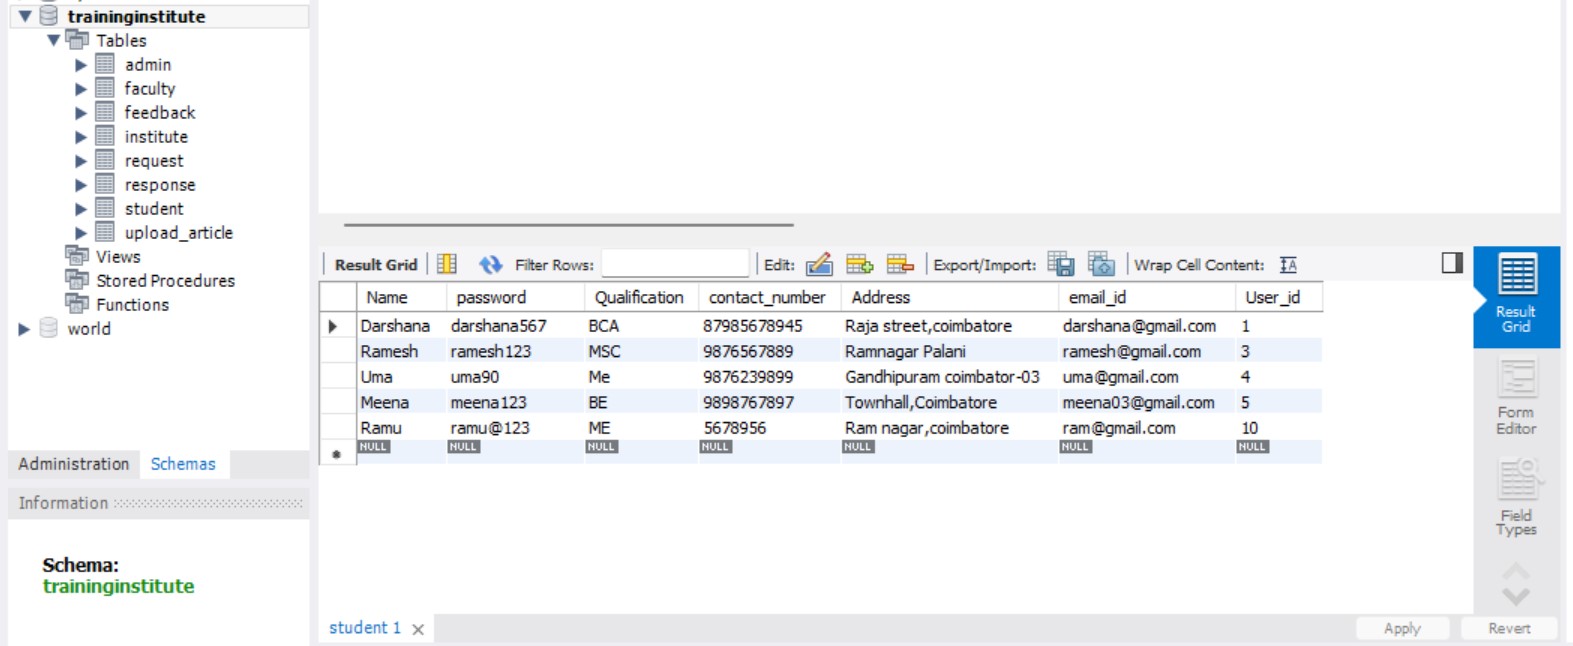 traininginstitute
Tables
admin
faculty
feedback
institute
request
response
student
upload_article
Views
Stored Procedures
Functions
world
Administration Schemas
Information
Schema:
traininginstitute
Result Grid Filter Rows: Edit: Export/Import: Wrap Cell Content: IA
Name password Qualification contact_number Address email_id User_id
Darshana darshana567 BCA 87985678945 Raja street,coimbatore darshana@gmail.com 1
Ramesh ramesh123 MSC 9876567889 Ramnagar Palani ramesh@gmail.com 3
Uma uma90 Me 9876239899 Gandhipuram coimbator-03 uma@gmail.com 4
Meena meena123 BE 9898767897 Townhall,Coimbatore meena03@gmail.com 5
Ramu ramu@123 ME 5678956 Ram nagar,coimbatore ram@gmail.com 10
NULL NULL NULL NULL NULL NULL NULL
Result
Grid
Form
Editor
Field
Types
student 1
Apply Revert